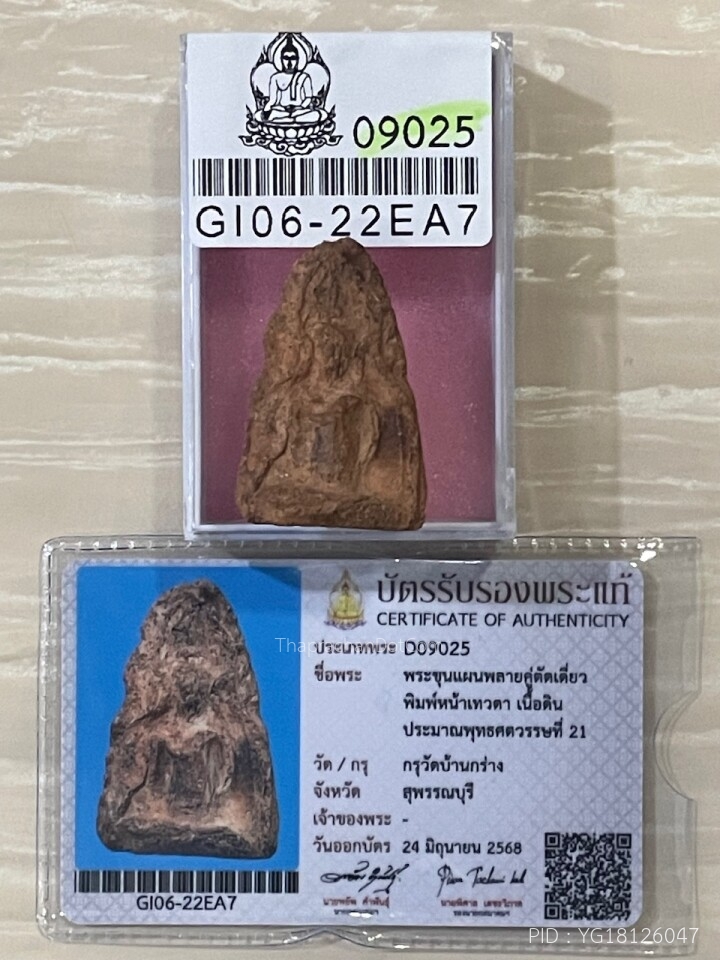 09025
GI06-22EA7
บัตรรับรองพระแท้
CERTIFICATE OF AUTHENTICITY
ประเภทพระ D09025
ชื่อพระ พระขุนแผนพลายคู่ตัดเดี่ยว
พิมพ์หน้าเทวดา เนื้อดิน
ประมาณพุทธศตวรรษที่ 21
วัด / กรุ กรุวัดบ้านกร่าง
จังหวัด สุพรรณบุรี
เจ้าของพระ -
วันออกบัตร 24 มิถุนายน 2568
GI06-22EA7
PID : YG18126047